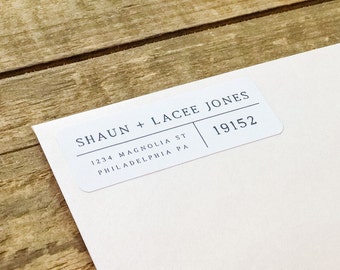 SHAUN + LACEE JONES
1234 MAGNOLIA ST
PHILADELPHIA PA
19152